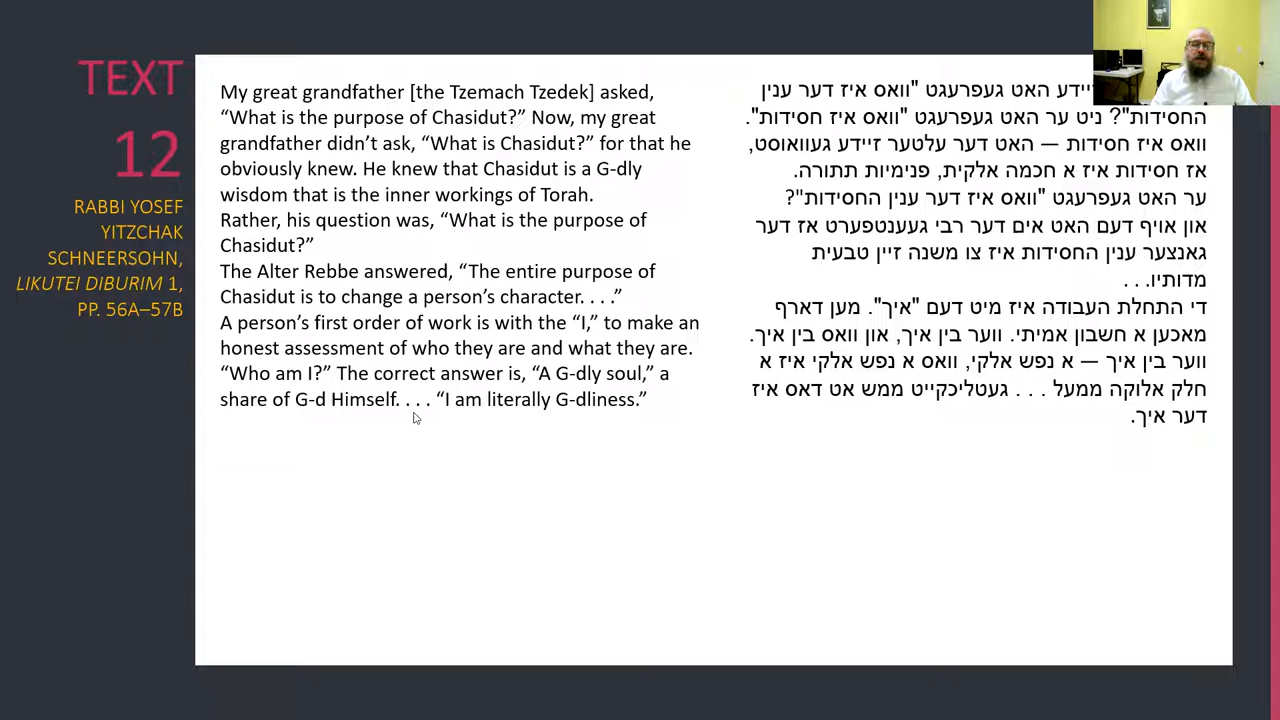 TEXT
12
RABBI YOSEF
YITZCHAK
SCHNEERSOHN,
LIKUTEI DIBURIM 1,
PP. 56A–57B
My great grandfather [the Tzemach Tzedek] asked,
“What is the purpose of Chasidut?” Now, my great
grandfather didn’t ask, “What is Chasidut?” for that he
obviously knew. He knew that Chasidut is a G-dly
wisdom that is the inner workings of Torah.
Rather, his question was, “What is the purpose of
Chasidut?”
The Alter Rebbe answered, “The entire purpose of
Chasidut is to change a person’s character. . . .”
A person’s first order of work is with the “I,” to make an
honest assessment of who they are and what they are.
“Who am I?” The correct answer is, “A G-dly soul,” a
share of G-d Himself. . . . “I am literally G-dliness.”
זיידע האט געפרעגט "וואס איז דער ענין
החסידות"? ניט ער האט געפרעגט "וואס איז חסידות".
וואס איז חסידות — האט דער עלטער זיידע געוואוסט,
אז חסידות איז א חכמה אלקית, פנימיות תתורה.
ער האט געפרעגט "וואס איז דער ענין החסידות"?
און אויף דעם האט אים דער רבי געענטפערט אז דער
גאנצער ענין החסידות איז צו משנה זיין טבעית
מדותיו. . .
די התחלת העבודה איז מיט דעם "איך". מען דארף
מאכען א חשבון אמיתי. ווער בין איך, און וואס בין איך.
ווער בין איך — א נפש אלקי, וואס א נפש אלקי איז א
חלק אלוקה ממעל . . . געטליכקייט ממש אט דאס איז
דער איך.